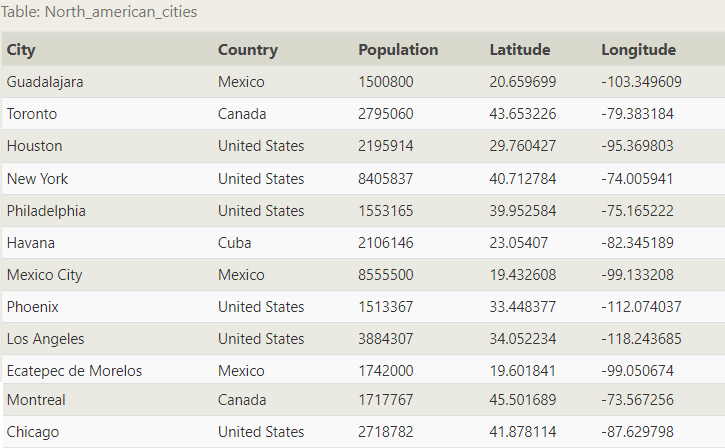 Table: North_american_cities
City Country Population Latitude Longitude
Guadalajara Mexico 1500800 20.659699 -103.349609
Toronto Canada 2795060 43.653226 -79.383184
Houston United States 2195914 29.760427 -95.369803
New York United States 8405837 40.712784 -74.005941
Philadelphia United States 1553165 39.952584 -75.165222
Havana Cuba 2106146 23.05407 -82.345189
Mexico City Mexico 8555500 19.432608 -99.133208
Phoenix United States 1513367 33.448377 -112.074037
Los Angeles United States 3884307 34.052234 -118.243685
Ecatepec de Morelos Mexico 1742000 19.601841 -99.050674
Montreal Canada 1717767 45.501689 -73.567256
Chicago United States 2718782 41.878114 -87.629798